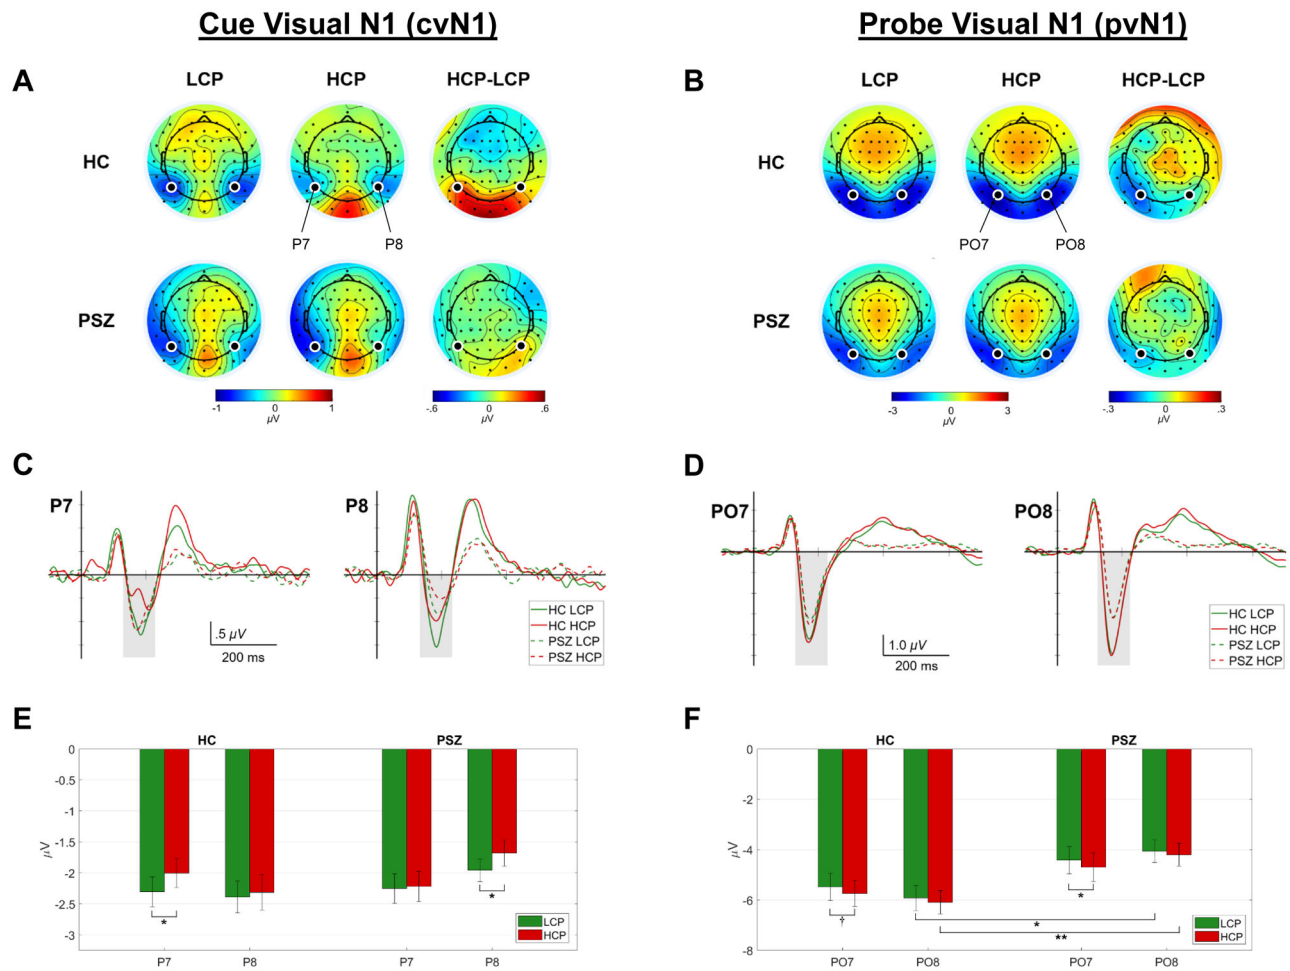 Cue Visual N1 (cvN1)
Probe Visual N1 (pvN1)
A
LCP
HCP
HCP-LCP
HC
P7
P8
PSZ
-1
0
1
µV
-.6
0
.6
µV
B
LCP
HCP
HCP-LCP
HC
PO7
PO8
PSZ
-3
0
3
µV
-.3
0
.3
µV
C
P7
P8
.5 µV
200 ms
HC LCP
HC HCP
PSZ LCP
PSZ HCP
D
PO7
PO8
1.0 µV
200 ms
HC LCP
HC HCP
PSZ LCP
PSZ HCP
E
HC
PSZ
0
-0.5
-1
-1.5
-2
-2.5
-3
µV
*
*
LCP
HCP
P7
P8
P7
P8
F
HC
PSZ
0
-2
-4
-6
-8
µV
†
*
*
**
LCP
HCP
PO7
PO8
PO7
PO8